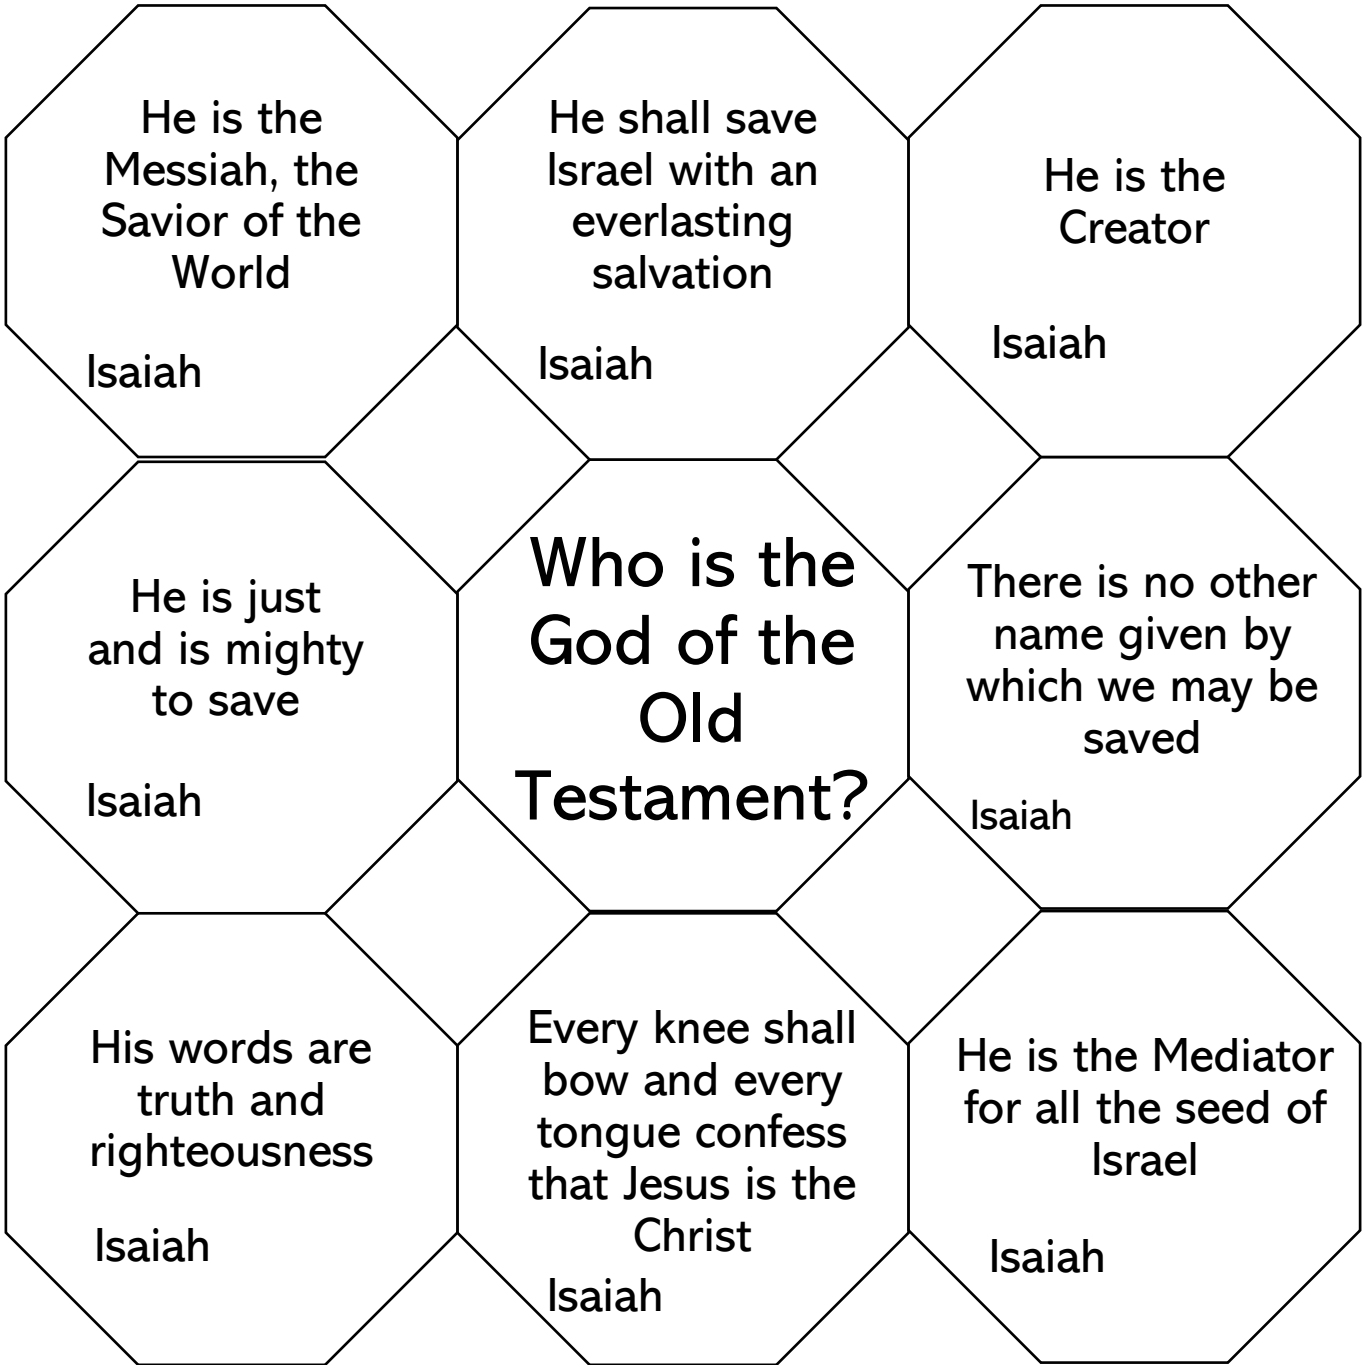 He is the
Messiah, the
Savior of the
World
Isaiah
He shall save
Israel with an
everlasting
salvation
Isaiah
He is the
Creator
Isaiah
He is just
and is mighty
to save
Isaiah
Who is the
God of the
Old
Testament?
There is no other
name given by
which we may be
saved
Isaiah
His words are
truth and
righteousness
Isaiah
Every knee shall
bow and every
tongue confess
that Jesus is the
Christ
Isaiah
He is the Mediator
for all the seed of
Israel
Isaiah